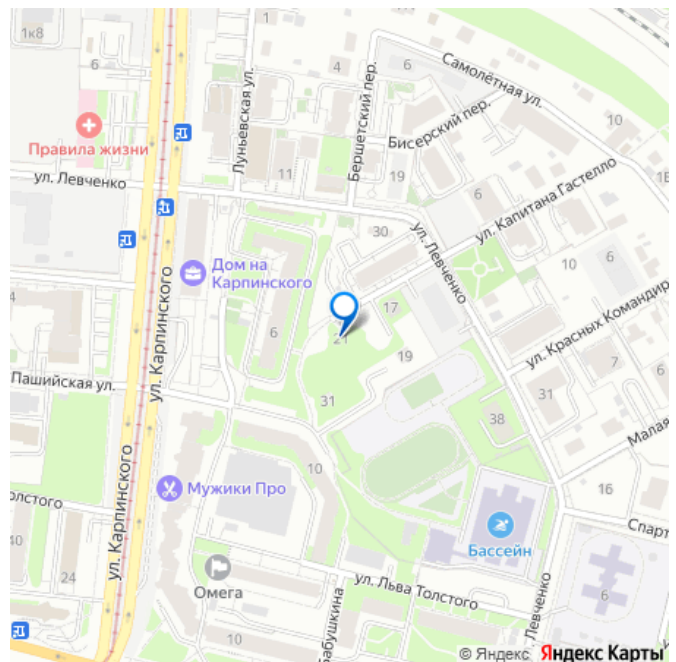 1к8
1
6
4
6
Самолётная ул.
10
Луньевская ул.
Бершетский пер.
Бисерский пер.
Правила жизни
11
19
6
1В
ул. Левченко
ул. Капитана Гастелло
30
ул. Левченко
Дом на
Карпинского
10
6
4
17
21
6
ул. Карпинского
19
ул. Красных Командир
7
Пашийская ул.
31
31
38
Малая
10
Мужики Про
16
олстого
Спарт
ул. Карпинского
Бассейн
40
24
Омега
ул. Льва Толстого
6
Левченко
10
Бабушкина
© Яндекс Яндекс Карты